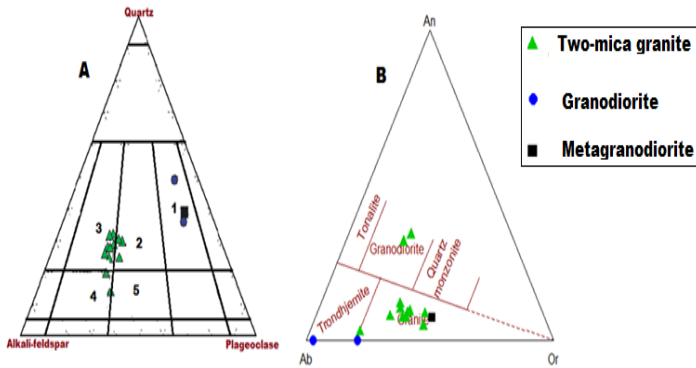 Quartz
A
1
3
2
4
5
Alkali-feldspar
Plageoclase
An
B
Tonalite
Granodiorite
Quartz
monzonite
Trondhjemite
Granite
Ab
Or
Two-mica granite
Granodiorite
Metagranodiorite